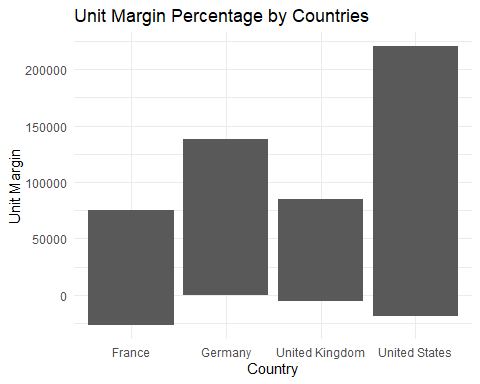 Unit Margin Percentage by Countries
Unit Margin
200000
150000
100000
50000
0
France
Germany
United Kingdom
United States
Country